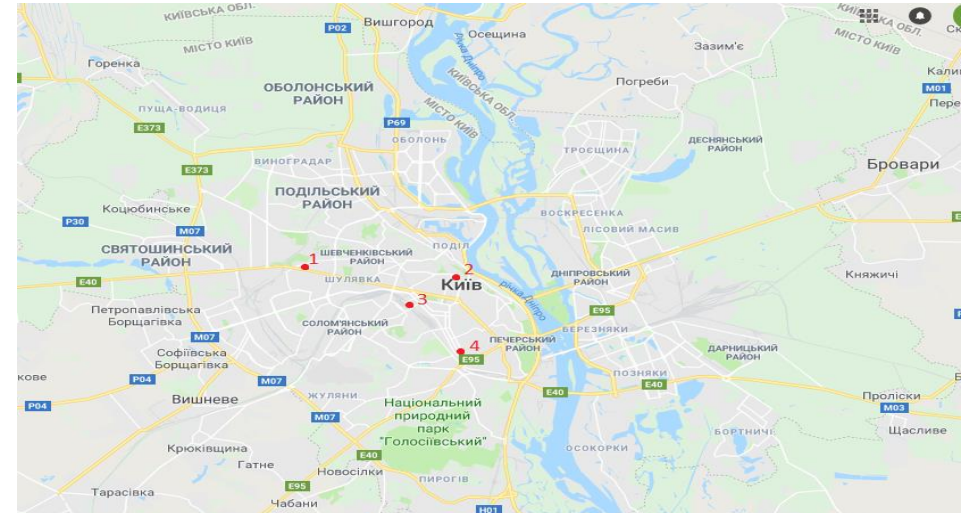 КИЇВСЬКА ОБЛ.
МІСТО КИЇВ
P02
Вишгород
Осещина
річка Дніпро
КИЇВСЬКА ОБЛ.
МІСТО КИЇВ
Зазим'є
МІСТО КИЇВ
Горенка
ОБОЛОНСЬКИЙ
РАЙОН
Погреби
M01
ПУЩА-ВОДИЦЯ
E373
P69
ОБОЛОНЬ
ТРОЄЩИНА
ДЕСНЯНСЬКИЙ
РАЙОН
E373
ВИНОГРАДАР
Бровари
ПОДІЛЬСЬКИЙ
РАЙОН
Коцюбинське
P30
M07
ВОСКРЕСЕНКА
ЛІСОВИЙ МАСИВ
СВЯТОШИНСЬКИЙ
РАЙОН
ШЕВЧЕНКІВСЬКИЙ
РАЙОН
ПОДІЛ
1
2
E40
ШУЛЯВКА
Київ
річка Дніпро
ДНІПРОВСЬКИЙ
РАЙОН
Княжичі
3
Петропавлівська
Борщагівка
СОЛОМ'ЯНСЬКИЙ
РАЙОН
E95
M07
ПЕЧЕРСЬКИЙ
РАЙОН
БЕРЕЗНЯКИ
4
E95
Софіївська
Борщагівка
ДАРНИЦЬКИЙ
РАЙОН
P04
M07
ПОЗНЯКИ
E40
E40
Вишневе
ЖУЛЯНИ
P04
M07
Національний
природний
парк
"Голосіївський"
Проліски
M03
Щасливе
БОРТНИЧІ
Крюківщина
E40
ОСОКОРКИ
Гатне
Новосілки
ПИРОГІВ
E95
Тарасівка
Чабани
H01